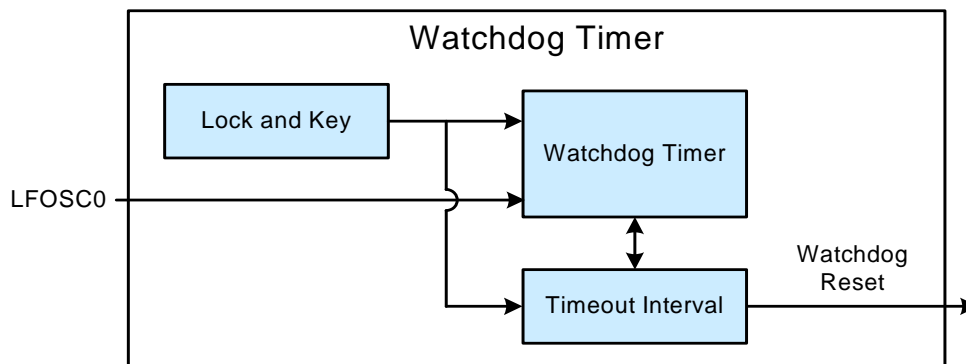 Watchdog Timer
Lock and Key
Watchdog Timer
LFOSC0
Watchdog
Reset
Timeout Interval